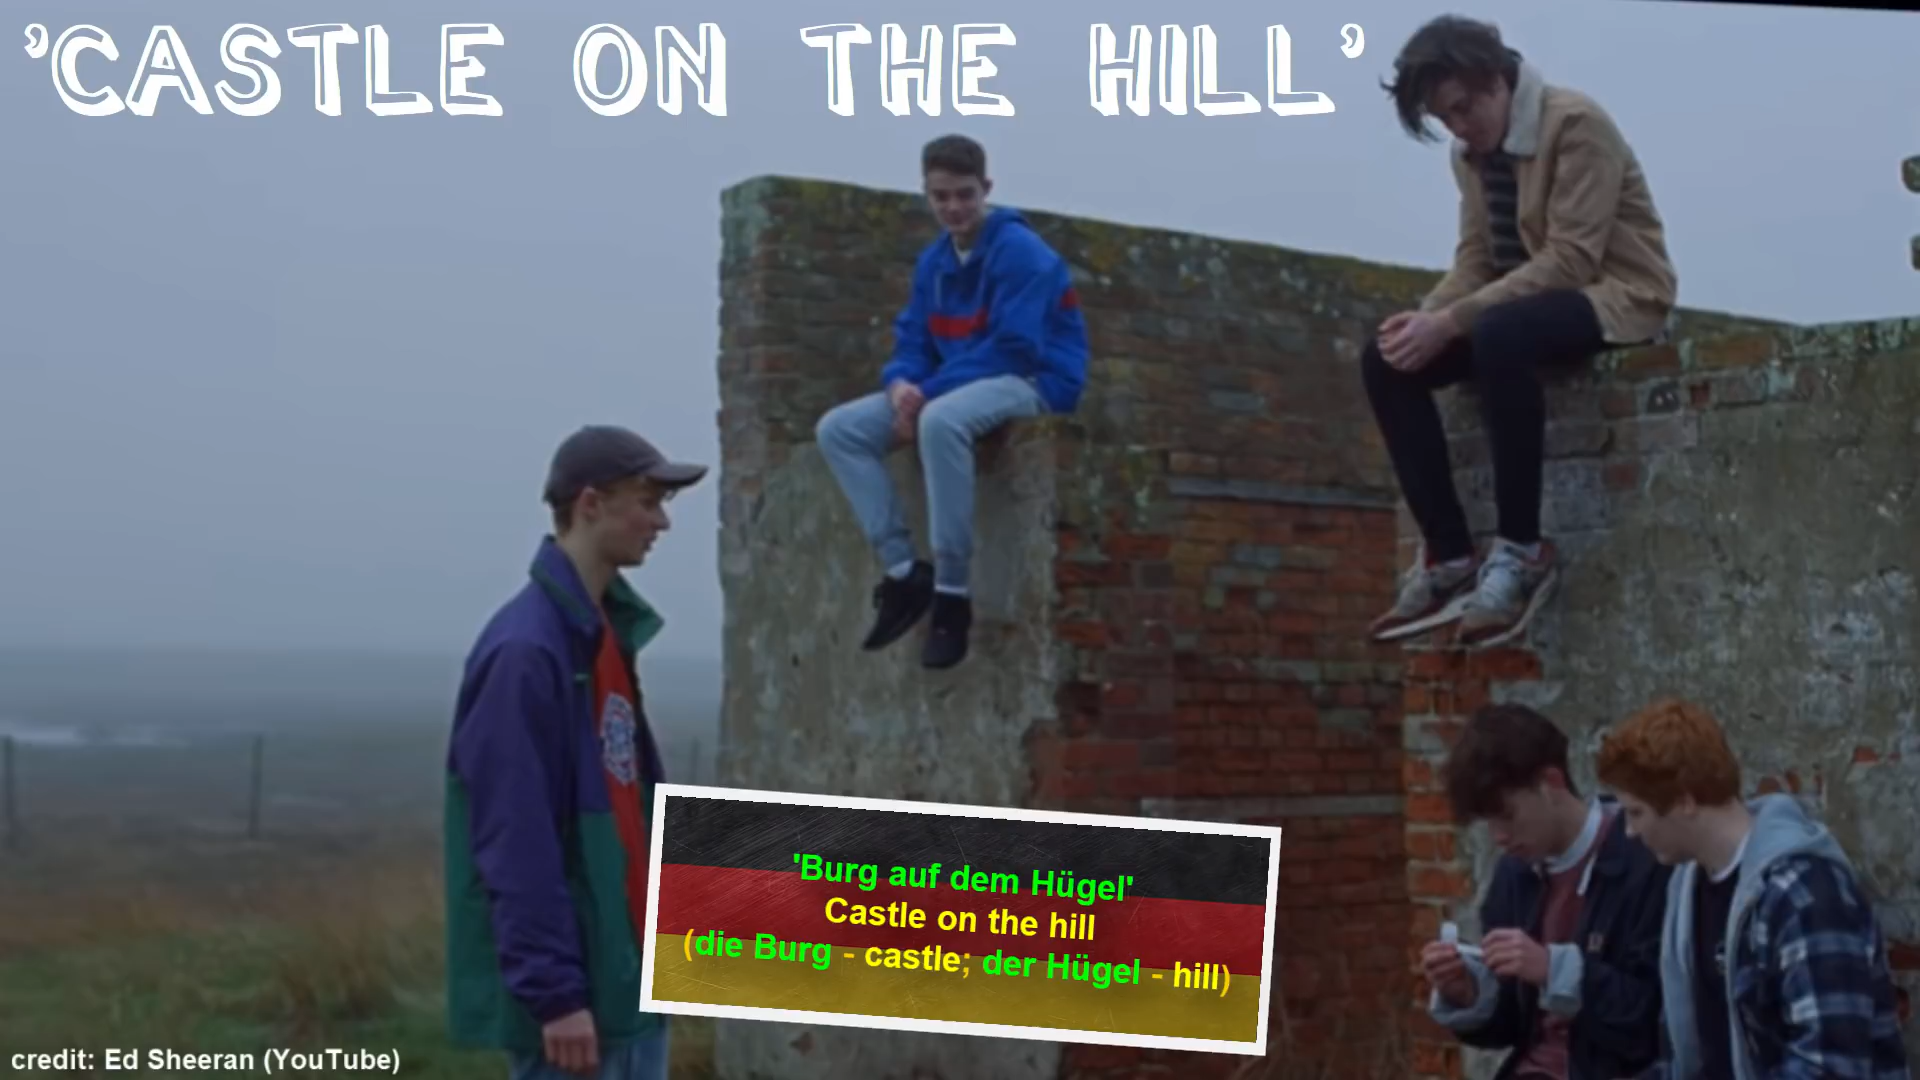 'CASTLE ON THE HILL'
'Burg auf dem Hügel'
Castle on the hill
(die Burg - castle; der Hügel - hill)
credit: Ed Sheeran (YouTube)